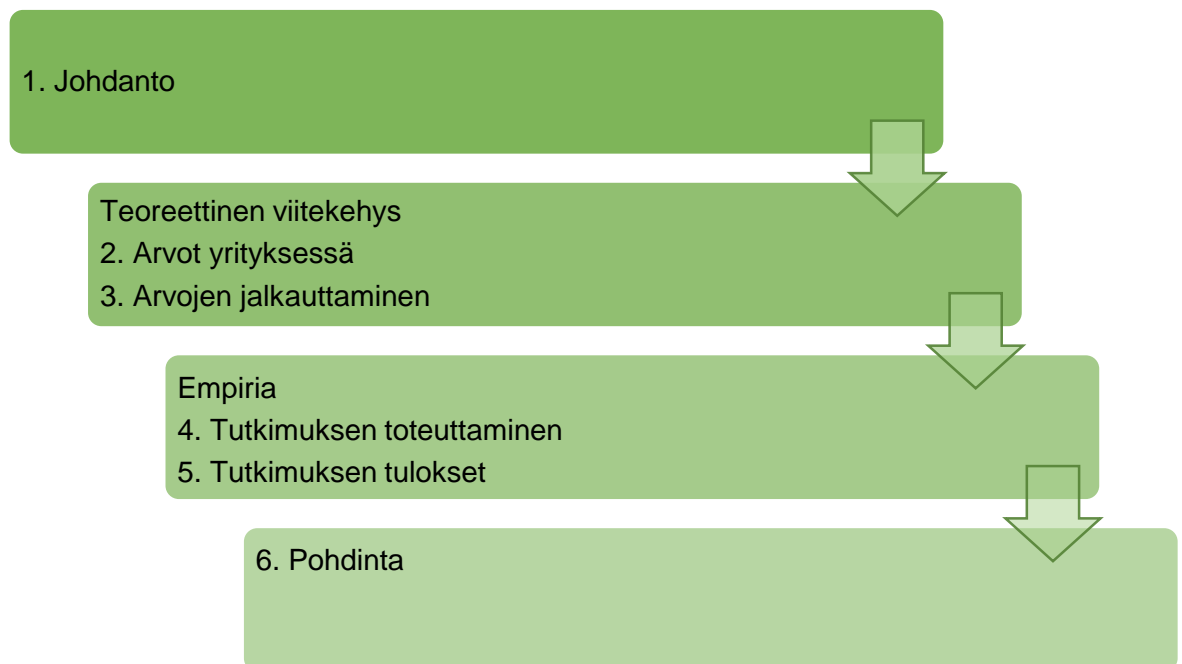 1. Johdanto
Teoreettinen viitekehys
2. Arvot yrityksessä
3. Arvojen jalkauttaminen
Empiria
4. Tutkimuksen toteuttaminen
5. Tutkimuksen tulokset
6. Pohdinta